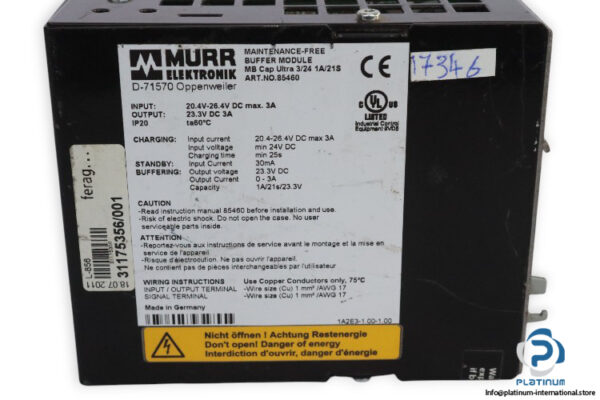 MURR
ELEKTRONIK
D-71570 Oppenweiler
MAINTENANCE-FREE
BUFFER MODULE
MB Cap Ultra 3/24 1A/21S
ART.NO.85460
CE
17346
INPUT: 20.4V-26.4V DC max. 3A
OUTPUT: 23.3V DC 3A
IP20 ta60°C
UL
LISTED
Industrial Control
Equipment 9VD5
CHARGING: Input current 20.4-26.4V DC max 3A
Input voltage min 24V DC
Charging time min 25s
STANDBY: Input current 30mA
BUFFERING: Output voltage 23.3V DC
Output Current 0 - 3A
Capacity 1A/21s/23.3V
CAUTION
-Read instruction manual 85460 before installation and use.
-Risk of electric shock. Do not open the case. No user
serviceable parts inside.
ATTENTION
-Reportez-vous aux instructions de service avant le montage et la mise en
service de l'appareil.
-Risque d'électrocution. Ne pas ouvrir l'appareil.
Ne contient pas de pièces interchangeables par l'utilisateur
WIRING INSTRUCTIONS Use Copper Conductors only, 75°C
INPUT / OUTPUT TERMINAL -Wire size (Cu) 1 mm² /AWG 17
SIGNAL TERMINAL -Wire size (Cu) 1 mm² /AWG 17
Made in Germany
1A2E3-1.00-1.00
Nicht öffnen ! Achtung Restenergie
Don't open! Danger of energy
Interdiction d'ouvrir, danger d'énergie
ferag...
31175356/001
L-856
18.07.2011
PLATINUM
Info@platinum-international.store